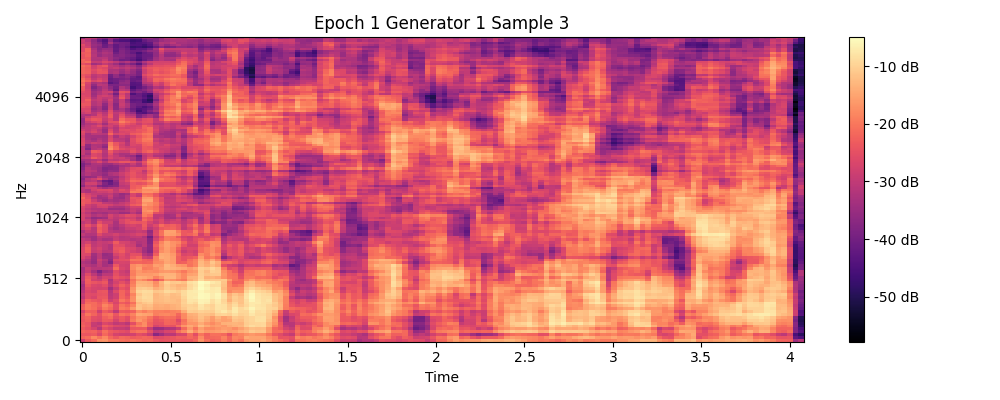 Epoch 1 Generator 1 Sample 3
Hz
4096
2048
1024
512
0
0 0.5 1 1.5 2 2.5 3 3.5 4
Time
-10 dB
-20 dB
-30 dB
-40 dB
-50 dB